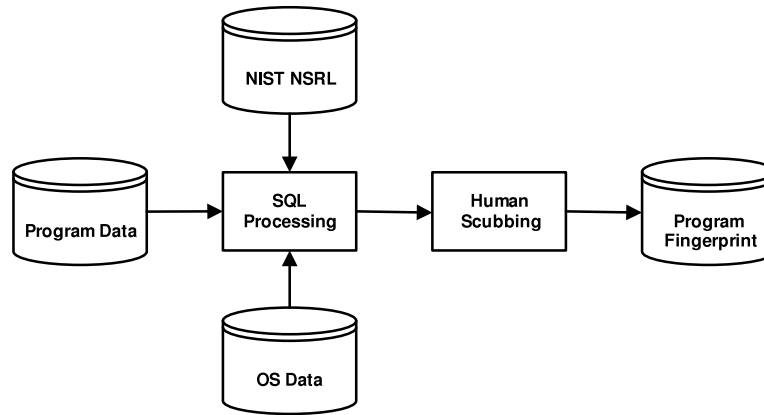 NIST NSRL
Program Data
SQL
Processing
Human
Scubbing
Program
Fingerprint
OS Data